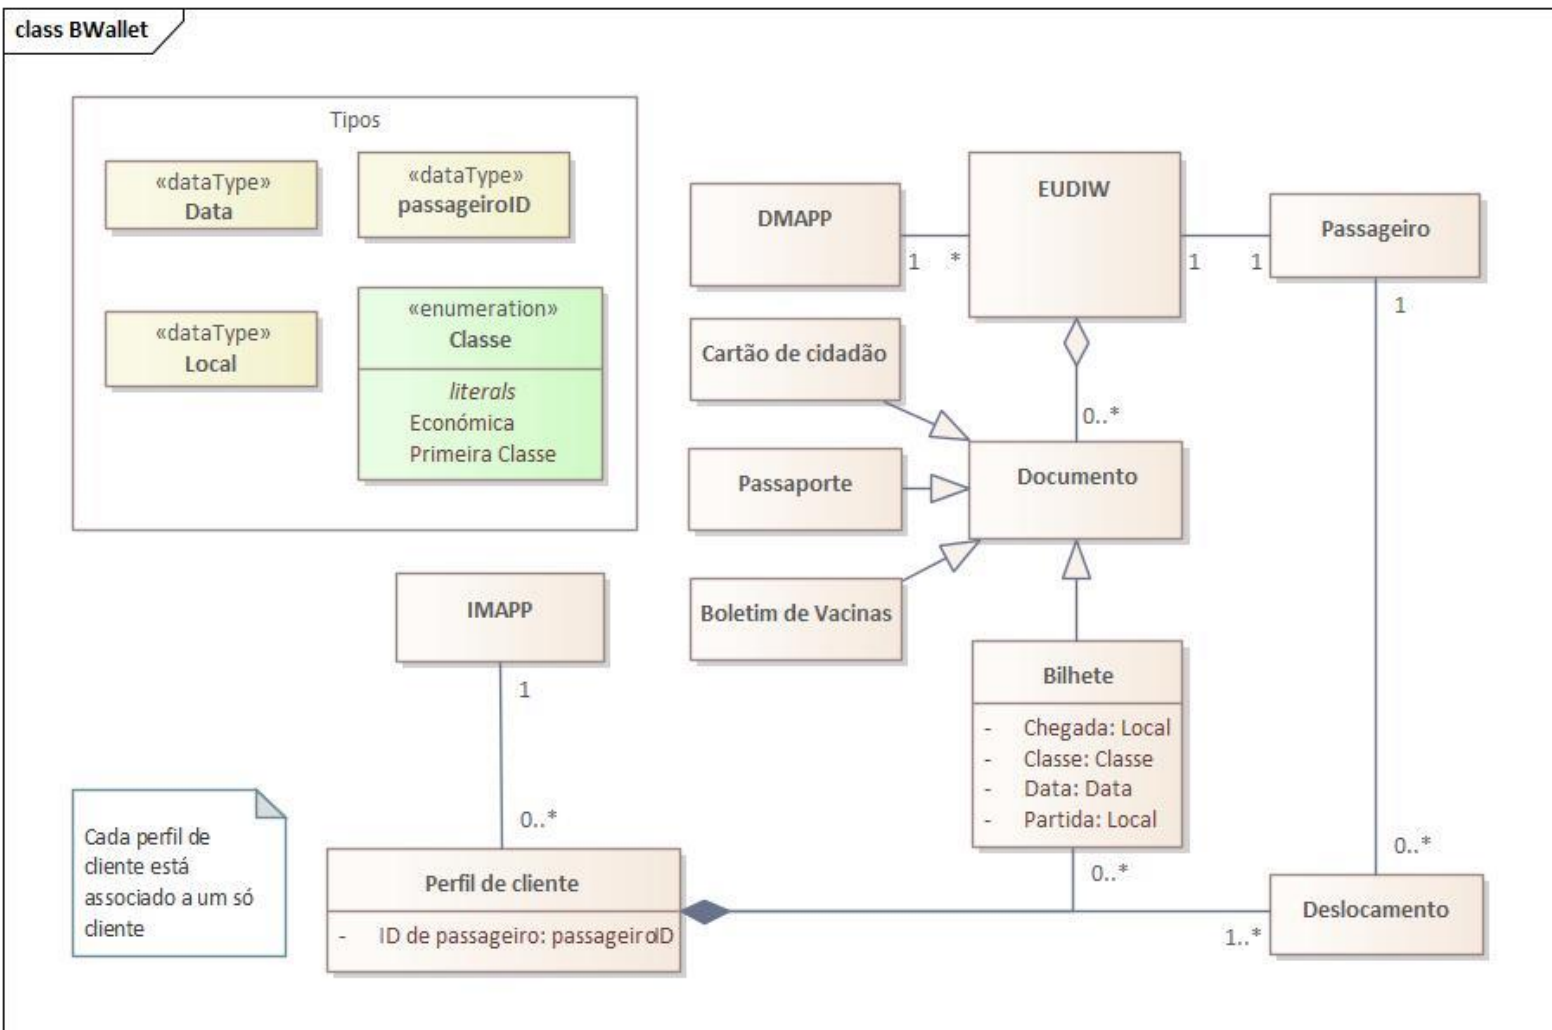 class BWallet
Tipos
«dataType»
Data
«dataType»
passageiroID
«dataType»
Local
«enumeration»
Classe
literals
Económica
Primeira Classe
DMAPP
1
*
EUDIW
1
1
Passageiro
1
Cartão de cidadão
0..*
Passaporte
Documento
Boletim de Vacinas
IMAPP
1
0..*
Bilhete
- Chegada: Local
- Classe: Classe
- Data: Data
- Partida: Local
0..*
0..*
Cada perfil de
cliente está
associado a um só
cliente
Perfil de cliente
- ID de passageiro: passageiroID
1..*
Deslocamento